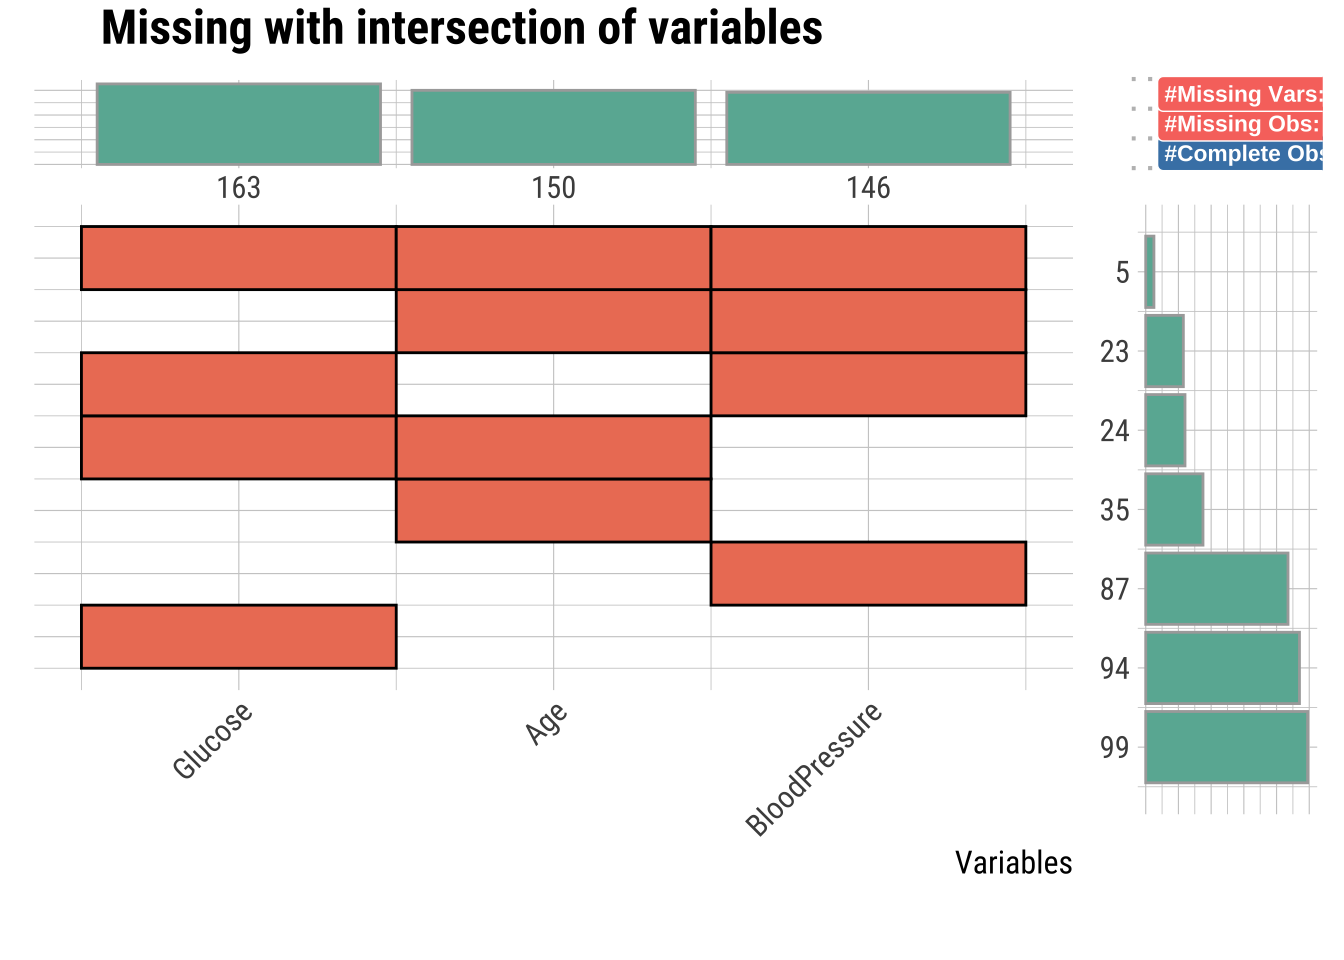 Missing with intersection of variables
#Missing Vars:
#Missing Obs:
#Complete Obs
163 150 146
5
23
24
35
87
94
99
Glucose Age BloodPressure
Variables